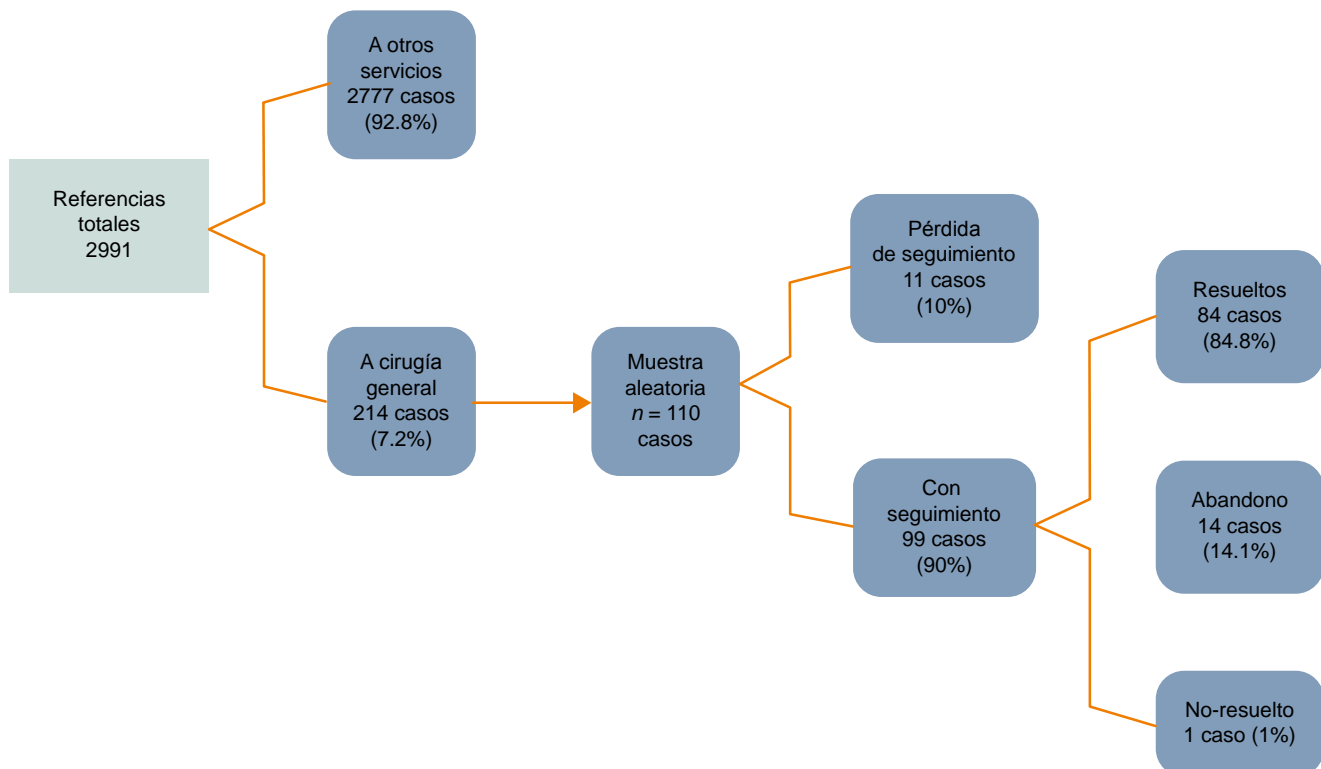 A otros
servicios
2777 casos
(92.8%)
Referencias
totales
2991
A cirugía
general
214 casos
(7.2%)
Muestra
aleatoria
n = 110
casos
Pérdida
de seguimiento
11 casos
(10%)
Con
seguimiento
99 casos
(90%)
Resueltos
84 casos
(84.8%)
Abandono
14 casos
(14.1%)
No-resuelto
1 caso (1%)